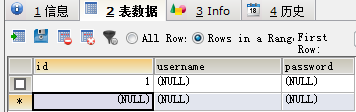 1 信息 2 表数据 3 Info 4 历史
All Row: Rows in a Rang First Row:
id username password
1 (NULL) (NULL)
* (NULL) (NULL) (NULL)